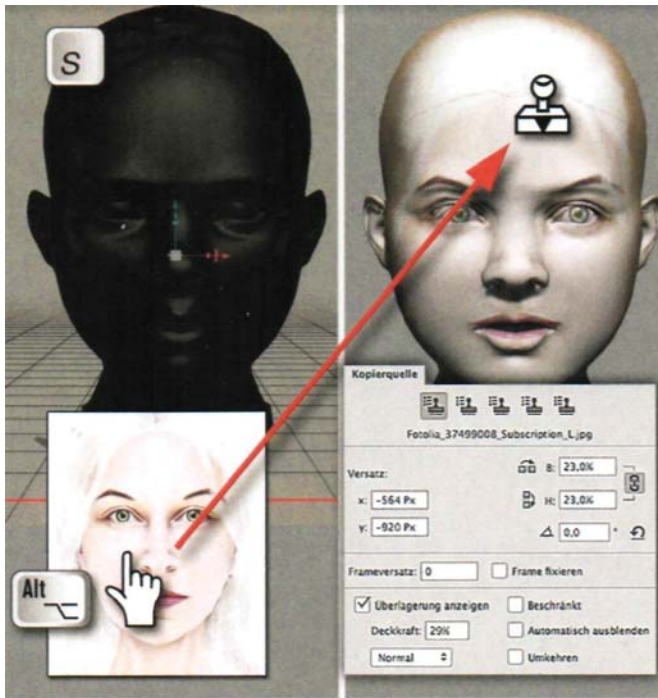 S
Alt
Kopierquelle
Fotolia_37499008_Subscription_L.jpg
Versatz:
B: 23,0%
X: -564 Px
H: 23,0%
Y: -920 Px
0,0 °
Frameversatz: 0
Frame fixieren
Überlagerung anzeigen
Beschränkt
Deckkraft: 29%
Automatisch ausblenden
Normal
Umkehren